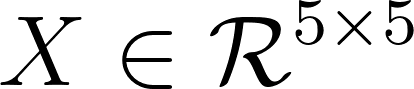 X ∈ ℛ^{5×5}